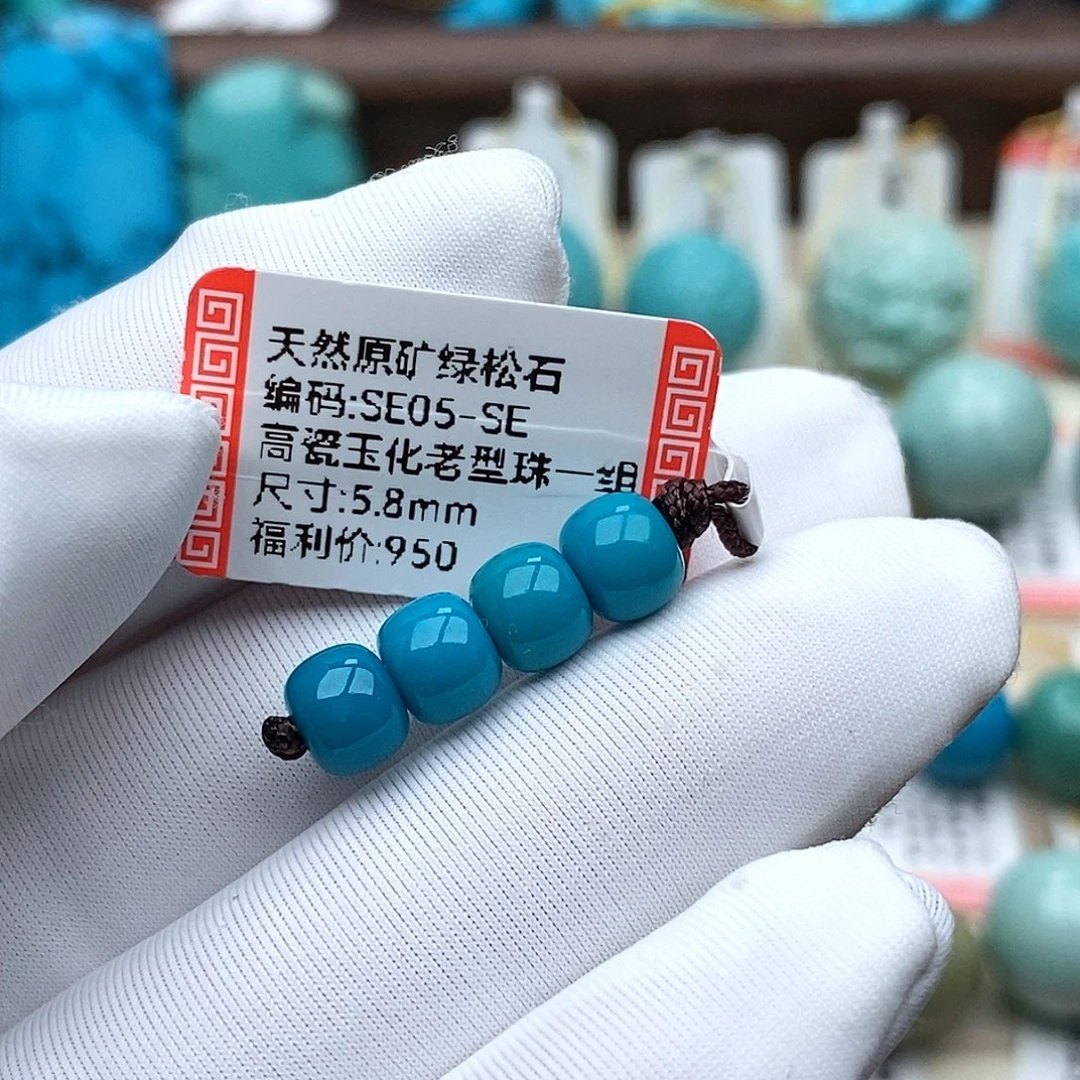 天然原矿绿松石
编码:SE05-SE
高瓷玉化老型珠一组
尺寸:5.8mm
福利价:950